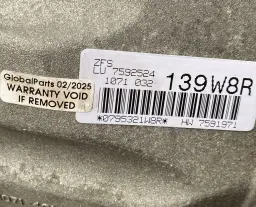 ZFS
LU 7592524
1071 032
139W8R
*0795321W8R*
HW 7591971
GlobalParts 02/2025
WARRANTY VOID
IF REMOVED